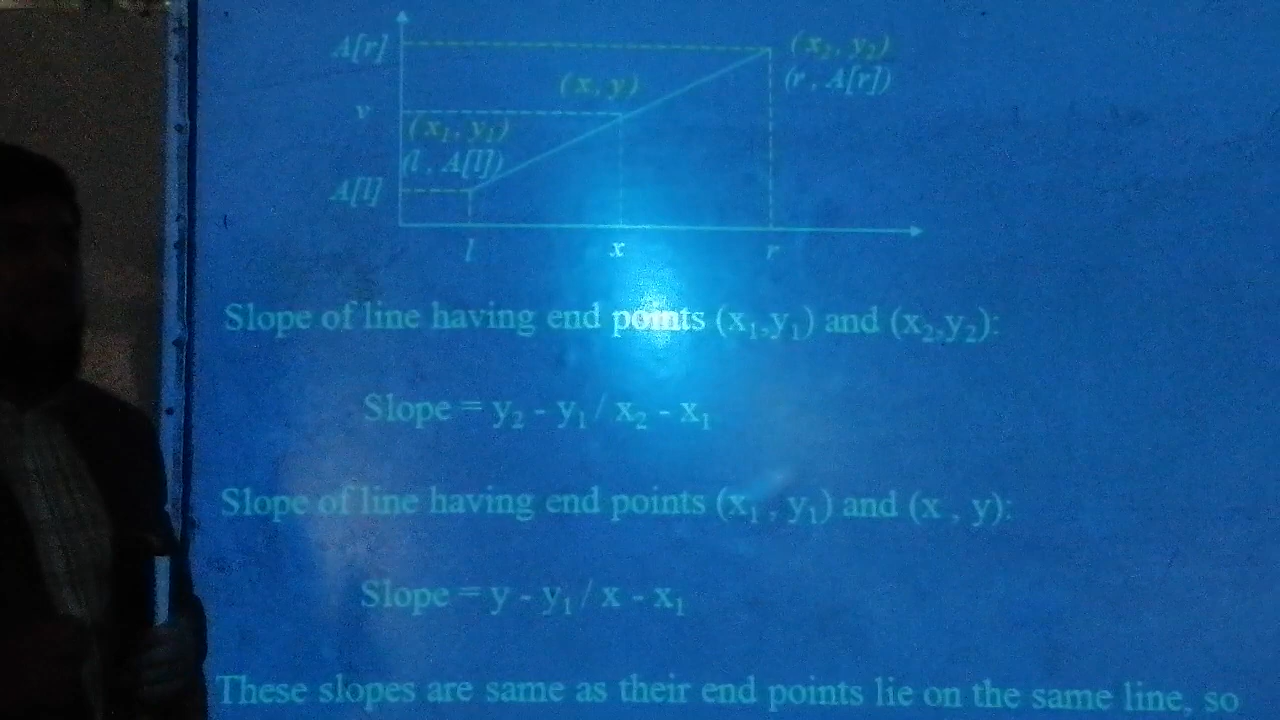 A[r]
(x₂, y₂)
(r , A[r])
(x, y)
v
(x₁, y₁)
(l , A[l])
A[l]
l x r
Slope of line having end points (x₁,y₁) and (x₂,y₂):
Slope = y₂ - y₁ / x₂ - x₁
Slope of line having end points (x₁ , y₁) and (x , y):
Slope = y - y₁ / x - x₁
These slopes are same as their end points lie on the same line, so